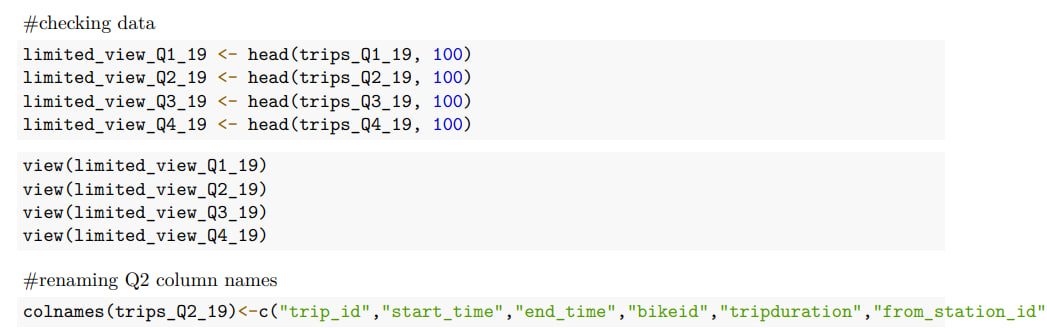 #checking data
limited_view_Q1_19 <- head(trips_Q1_19, 100)
limited_view_Q2_19 <- head(trips_Q2_19, 100)
limited_view_Q3_19 <- head(trips_Q3_19, 100)
limited_view_Q4_19 <- head(trips_Q4_19, 100)
view(limited_view_Q1_19)
view(limited_view_Q2_19)
view(limited_view_Q3_19)
view(limited_view_Q4_19)
#renaming Q2 column names
colnames(trips_Q2_19)<-c("trip_id","start_time","end_time","bikeid","tripduration","from_station_id"